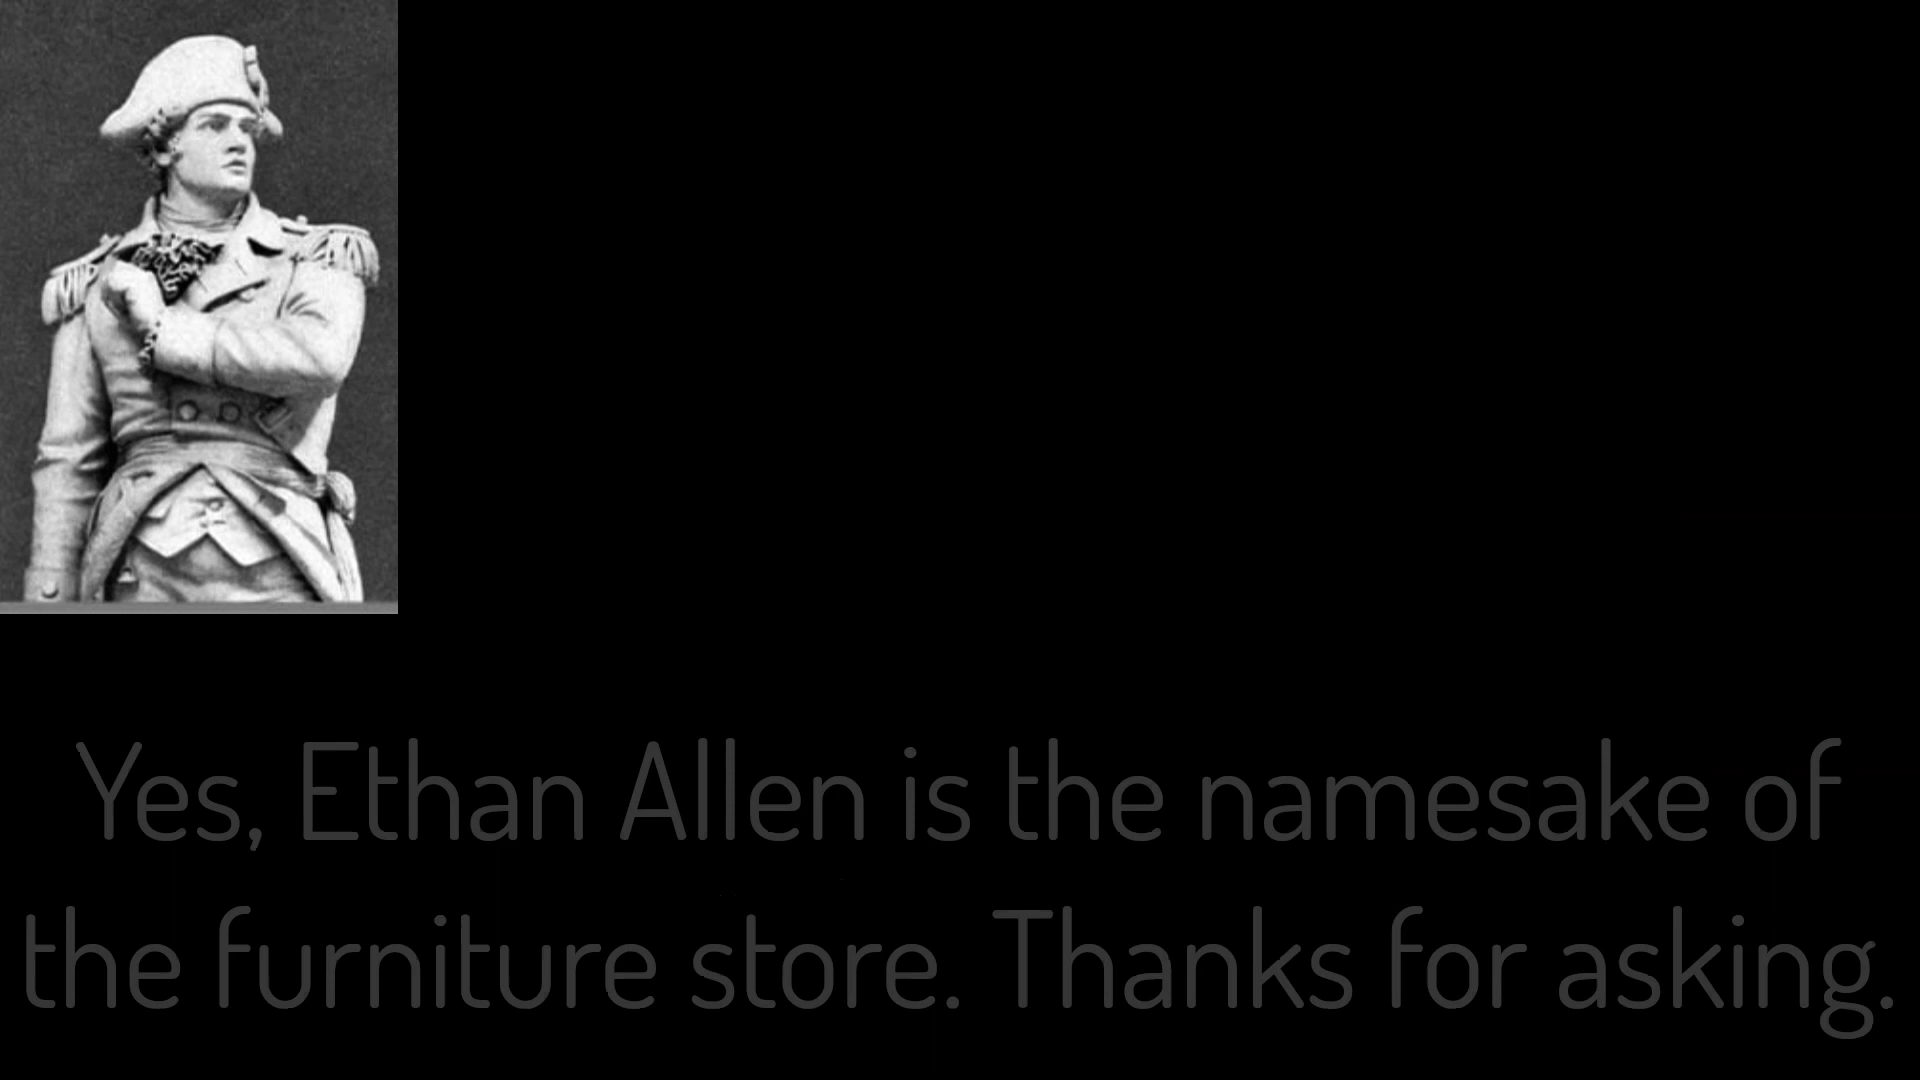 Yes, Ethan Allen is the namesake of
the furniture store. Thanks for asking.